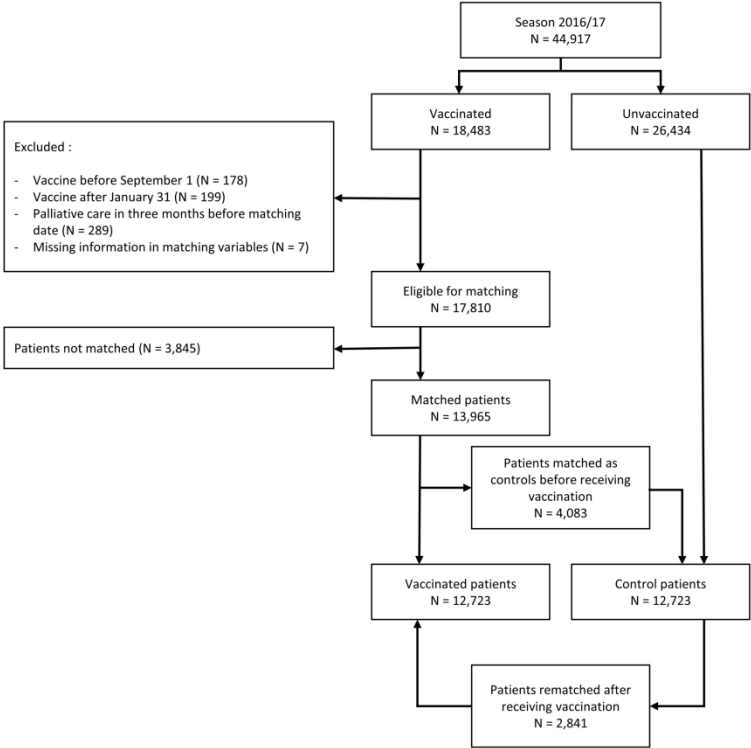 Season 2016/17
N = 44,917
Vaccinated
N = 18,483
Unvaccinated
N = 26,434
Excluded :
- Vaccine before September 1 (N = 178)
- Vaccine after January 31 (N = 199)
- Palliative care in three months before matching
date (N = 289)
- Missing information in matching variables (N = 7)
Eligible for matching
N = 17,810
Patients not matched (N = 3,845)
Matched patients
N = 13,965
Patients matched as
controls before receiving
vaccination
N = 4,083
Vaccinated patients
N = 12,723
Control patients
N = 12,723
Patients rematched after
receiving vaccination
N = 2,841